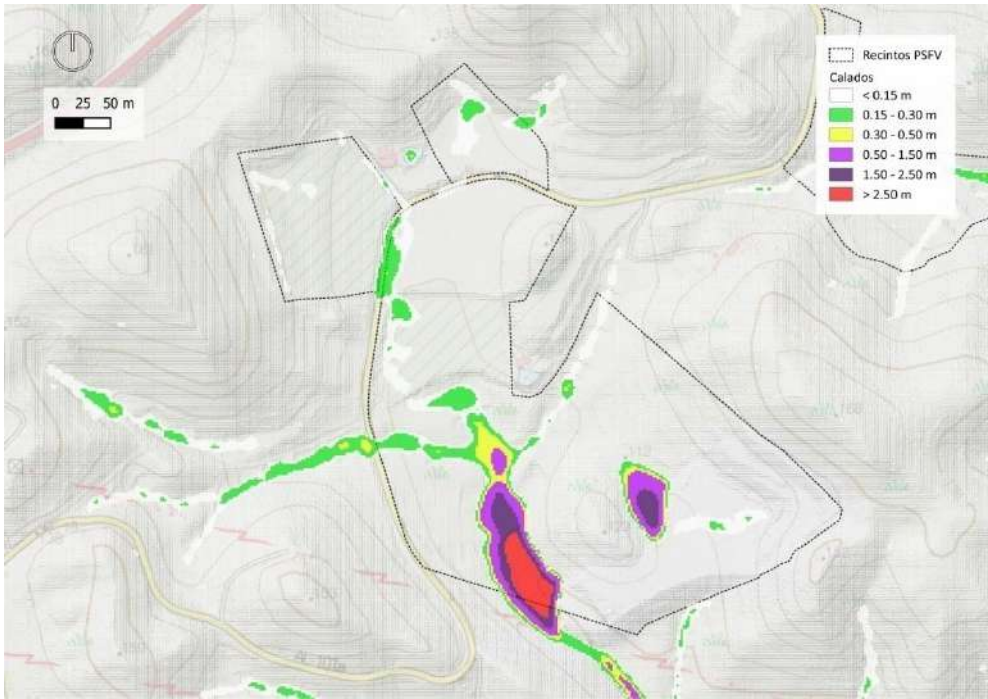 0 25 50 m
Recintos PSFV
Calados
< 0.15 m
0.15 - 0.30 m
0.30 - 0.50 m
0.50 - 1.50 m
1.50 - 2.50 m
> 2.50 m